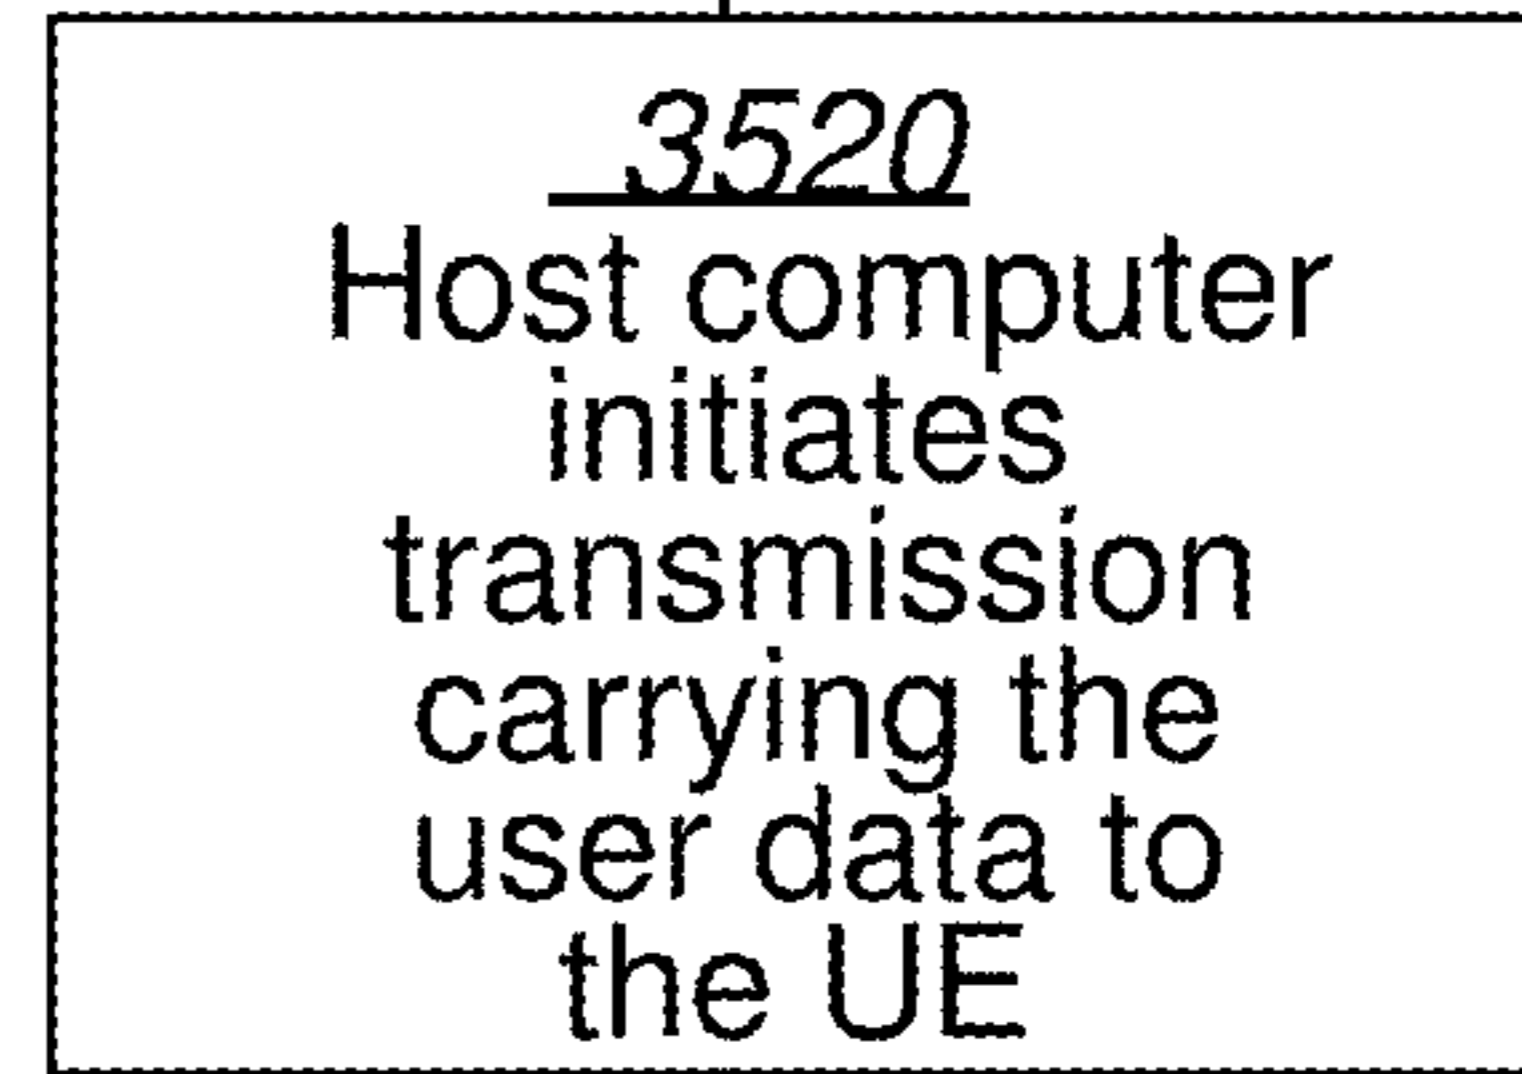 3520
Host computer
initiates
transmission
carrying the
user data to
the UE